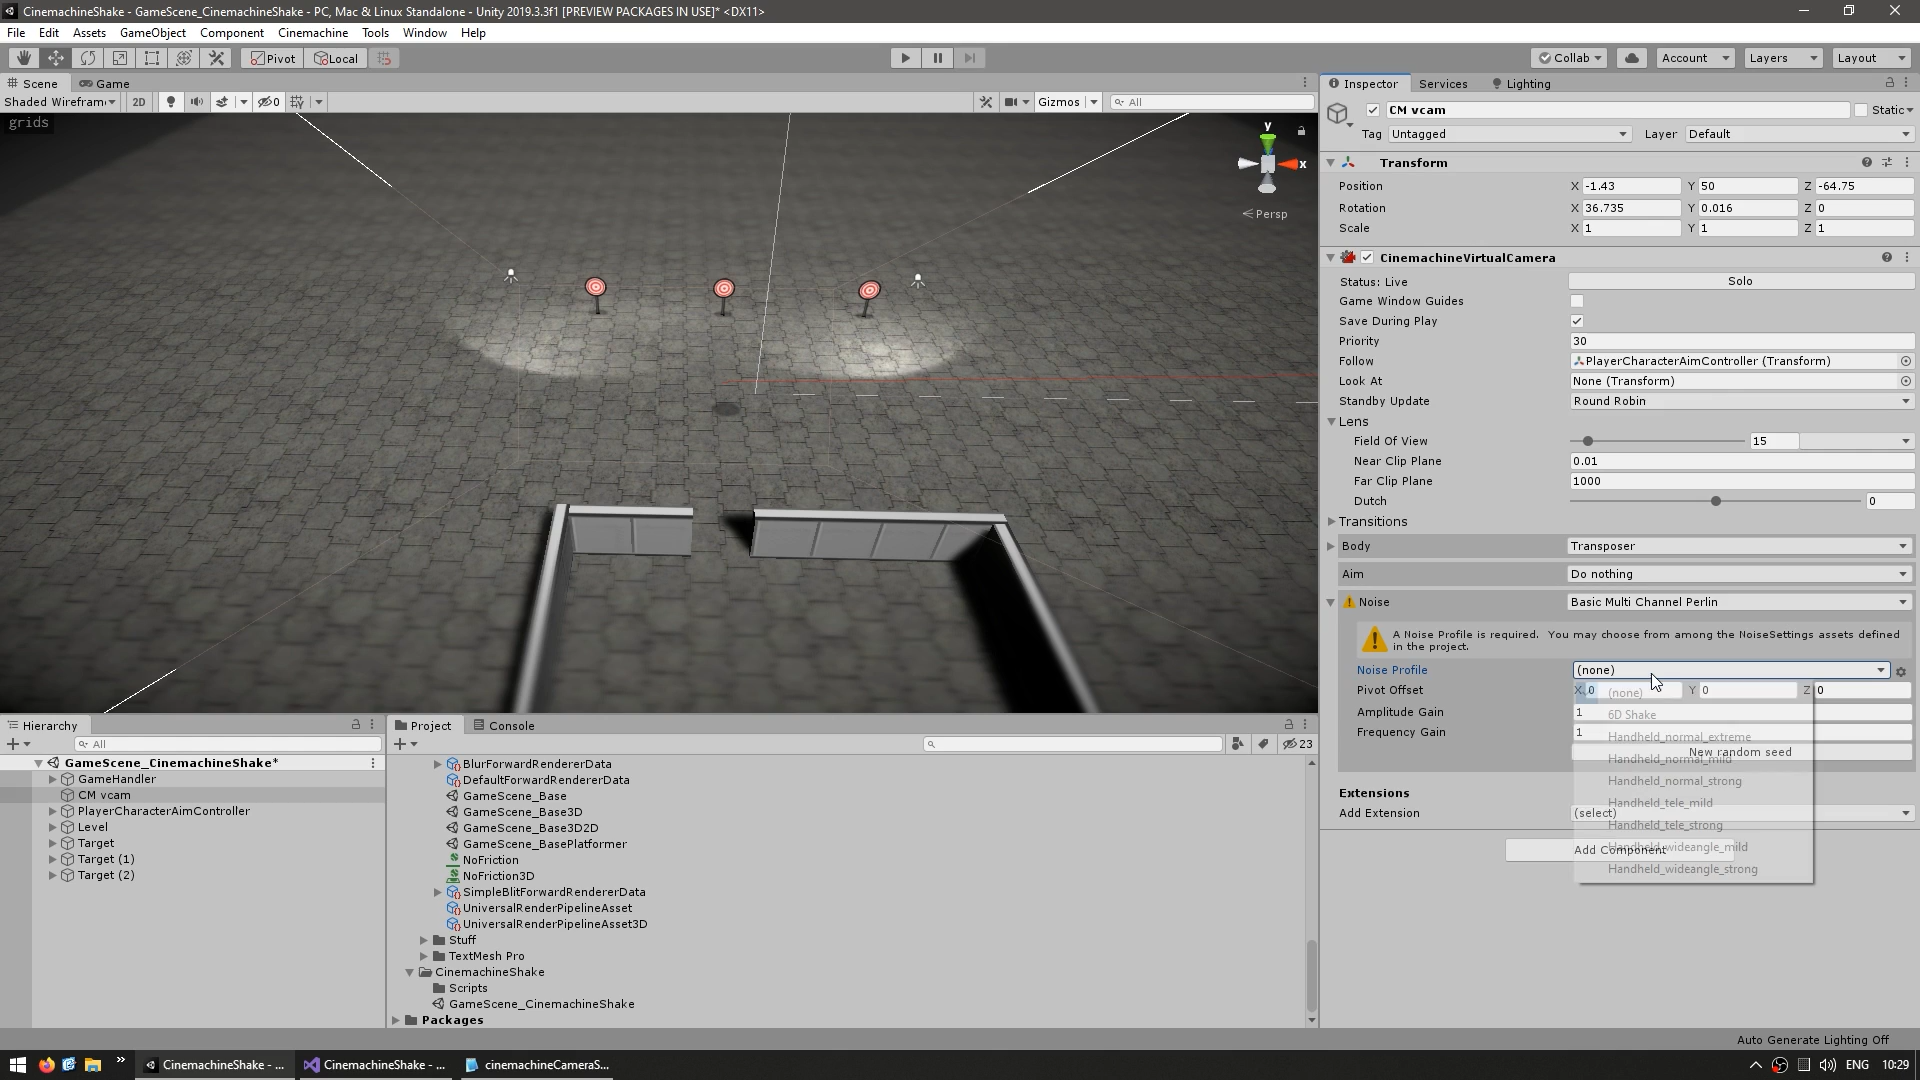 CinemachineShake - GameScene_CinemachineShake - PC, Mac & Linux Standalone - Unity 2019.3.3f1 [PREVIEW PACKAGES IN USE]* <DX11>
File Edit Assets GameObject Component Cinemachine Tools Window Help
Pivot Local Collab Account Layers Layout
Scene Game
Shaded Wirefram 2D 0 Gizmos All
grids
y
x
Persp
Inspector Services Lighting
CM vcam Static
Tag Untagged Layer Default
Transform
Position X -1.43 Y 50 Z -64.75
Rotation X 36.735 Y 0.016 Z 0
Scale X 1 Y 1 Z 1
CinemachineVirtualCamera
Status: Live Solo
Game Window Guides
Save During Play
Priority 30
Follow PlayerCharacterAimController (Transform)
Look At None (Transform)
Standby Update Round Robin
Lens
Field Of View 15
Near Clip Plane 0.01
Far Clip Plane 1000
Dutch 0
Transitions
Body Transposer
Aim Do nothing
Noise Basic Multi Channel Perlin
A Noise Profile is required. You may choose from among the NoiseSettings assets defined
in the project.
Noise Profile (none)
Pivot Offset X 0 Y 0 Z 0
Amplitude Gain 1
Frequency Gain 1
New random seed
(none)
6D Shake
Handheld_normal_extreme
Handheld_normal_mild
Handheld_normal_strong
Handheld_tele_mild
Handheld_tele_strong
Handheld_wideangle_mild
Handheld_wideangle_strong
Extensions
Add Extension (select)
Add Component
Hierarchy
All
GameScene_CinemachineShake*
GameHandler
CM vcam
PlayerCharacterAimController
Level
Target
Target (1)
Target (2)
Project Console
23
BlurForwardRendererData
DefaultForwardRendererData
GameScene_Base
GameScene_Base3D
GameScene_Base3D2D
GameScene_BasePlatformer
NoFriction
NoFriction3D
SimpleBlitForwardRendererData
UniversalRenderPipelineAsset
UniversalRenderPipelineAsset3D
Stuff
TextMesh Pro
CinemachineShake
Scripts
GameScene_CinemachineShake
Packages
Auto Generate Lighting Off
CinemachineShake - ... CinemachineShake - ... cinemachineCameraS... ENG 10:29